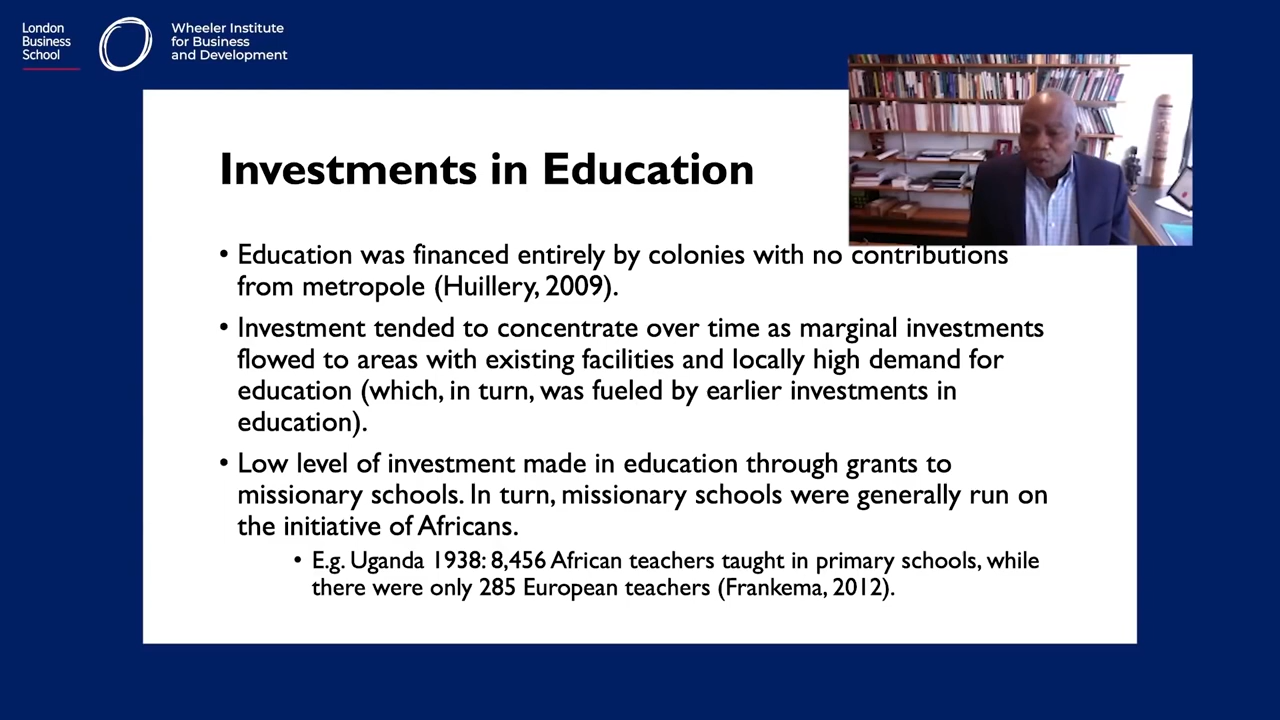 London
Business
School
Wheeler Institute
for Business
and Development
Investments in Education
• Education was financed entirely by colonies with no contributions
from metropole (Huillery, 2009).
• Investment tended to concentrate over time as marginal investments
flowed to areas with existing facilities and locally high demand for
education (which, in turn, was fueled by earlier investments in
education).
• Low level of investment made in education through grants to
missionary schools. In turn, missionary schools were generally run on
the initiative of Africans.
• E.g. Uganda 1938: 8,456 African teachers taught in primary schools, while
there were only 285 European teachers (Frankema, 2012).